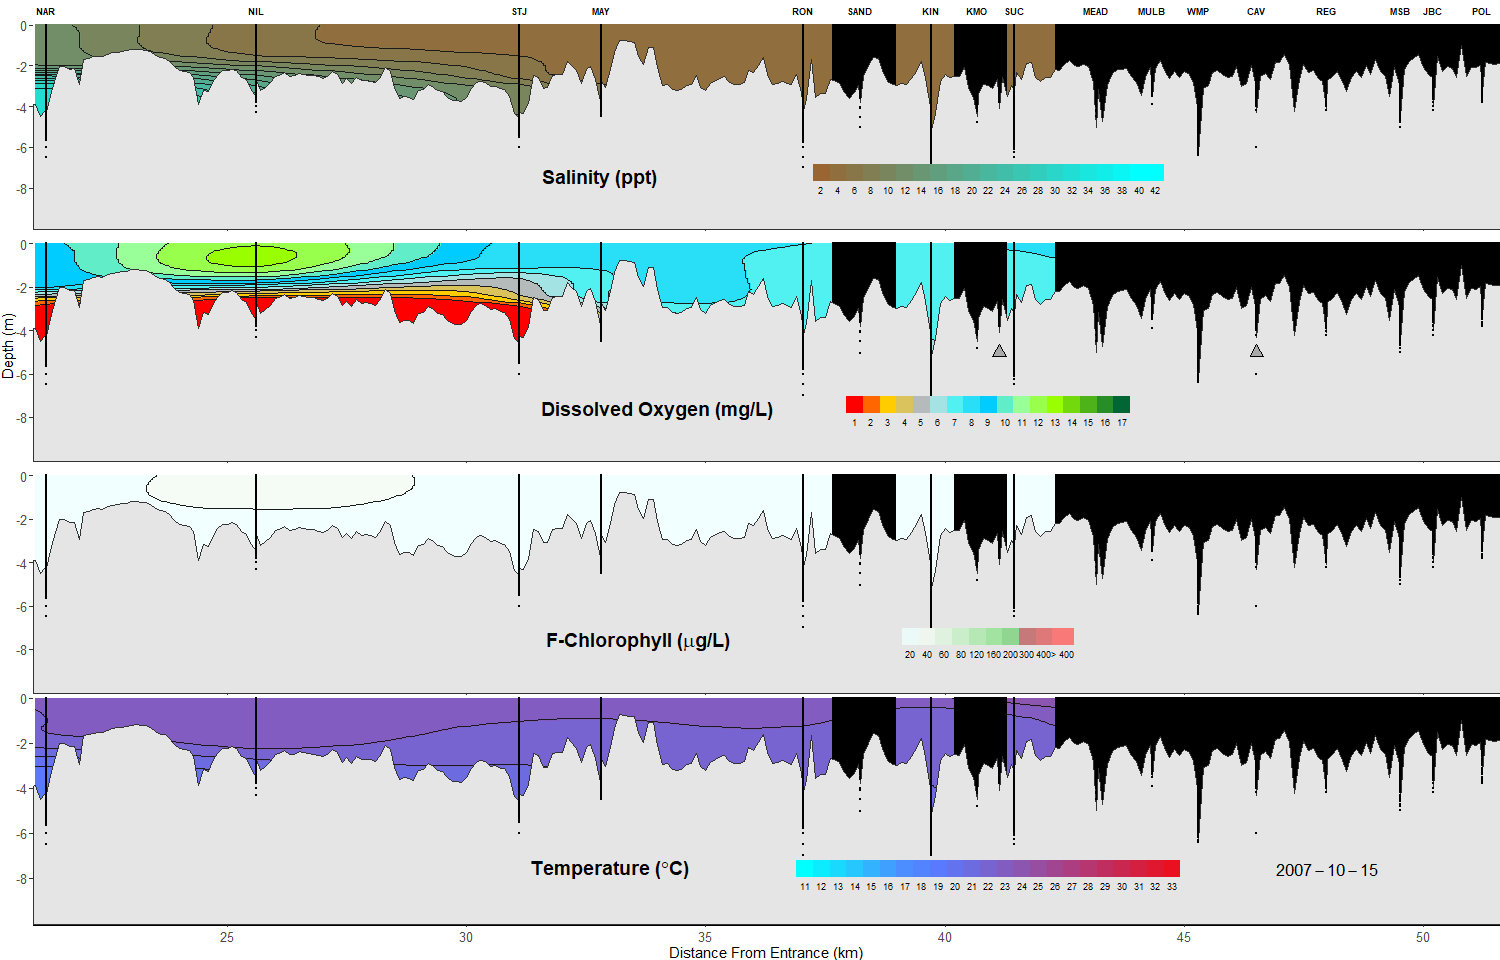 NAR NIL STJ MAY RON SAND KIN KMO SUC MEAD MULB WMP CAV REG MSB JBC POL
0
-2
-4
-6
-8
Salinity (ppt)
2 4 6 8 10 12 14 16 18 20 22 24 26 28 30 32 34 36 38 40 42
0
-2
-4
-6
-8
Depth (m)
Dissolved Oxygen (mg/L)
1 2 3 4 5 6 7 8 9 10 11 12 13 14 15 16 17
0
-2
-4
-6
-8
F-Chlorophyll (μg/L)
20 40 60 80 120 160 200 300 400> 400
0
-2
-4
-6
-8
Temperature (°C)
11 12 13 14 15 16 17 18 19 20 21 22 23 24 25 26 27 28 29 30 31 32 33
2007 – 10 – 15
25 30 35 40 45 50
Distance From Entrance (km)